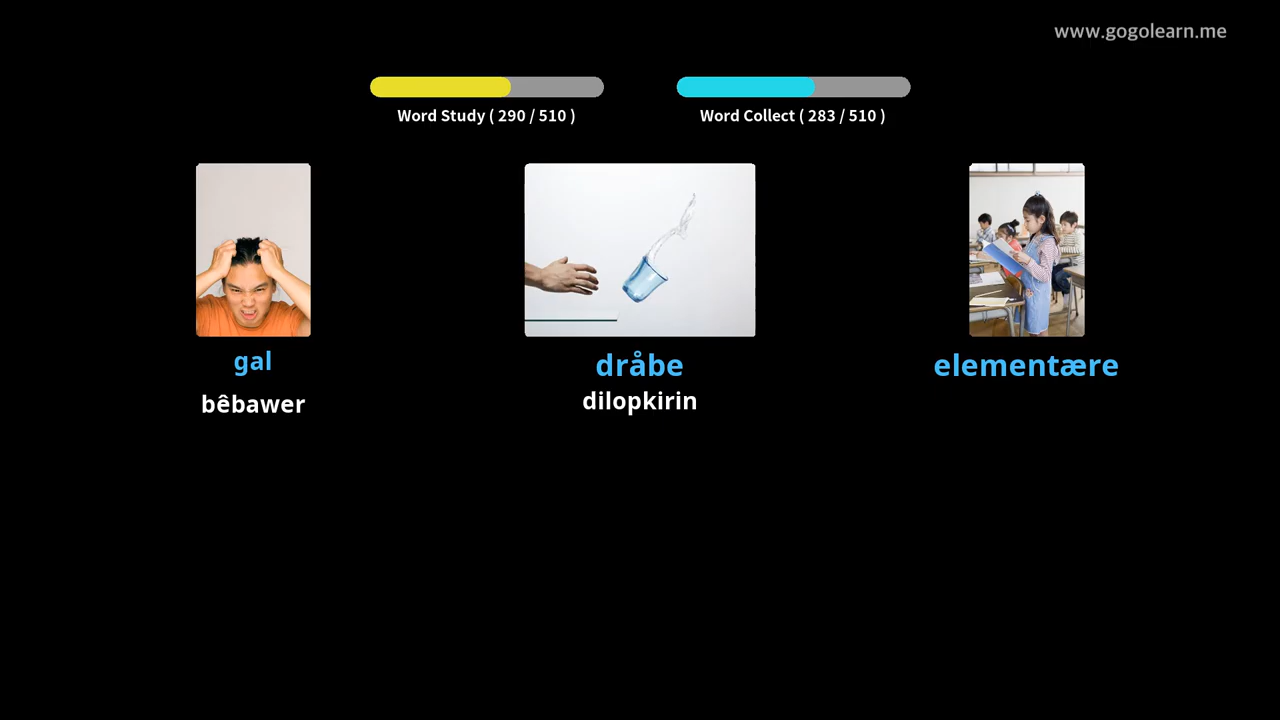 www.gogolearn.me
Word Study ( 290 / 510 )
Word Collect ( 283 / 510 )
gal
dråbe
elementære
bêbawer
dilopkirin